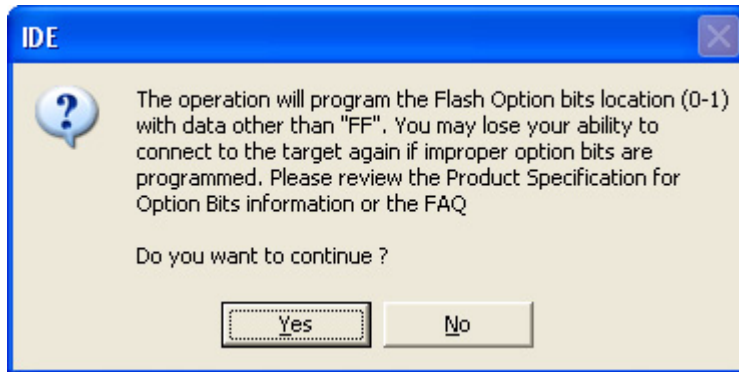 IDE
The operation will program the Flash Option bits location (0-1)
with data other than "FF". You may lose your ability to
connect to the target again if improper option bits are
programmed. Please review the Product Specification for
Option Bits information or the FAQ
Do you want to continue ?
Yes
No